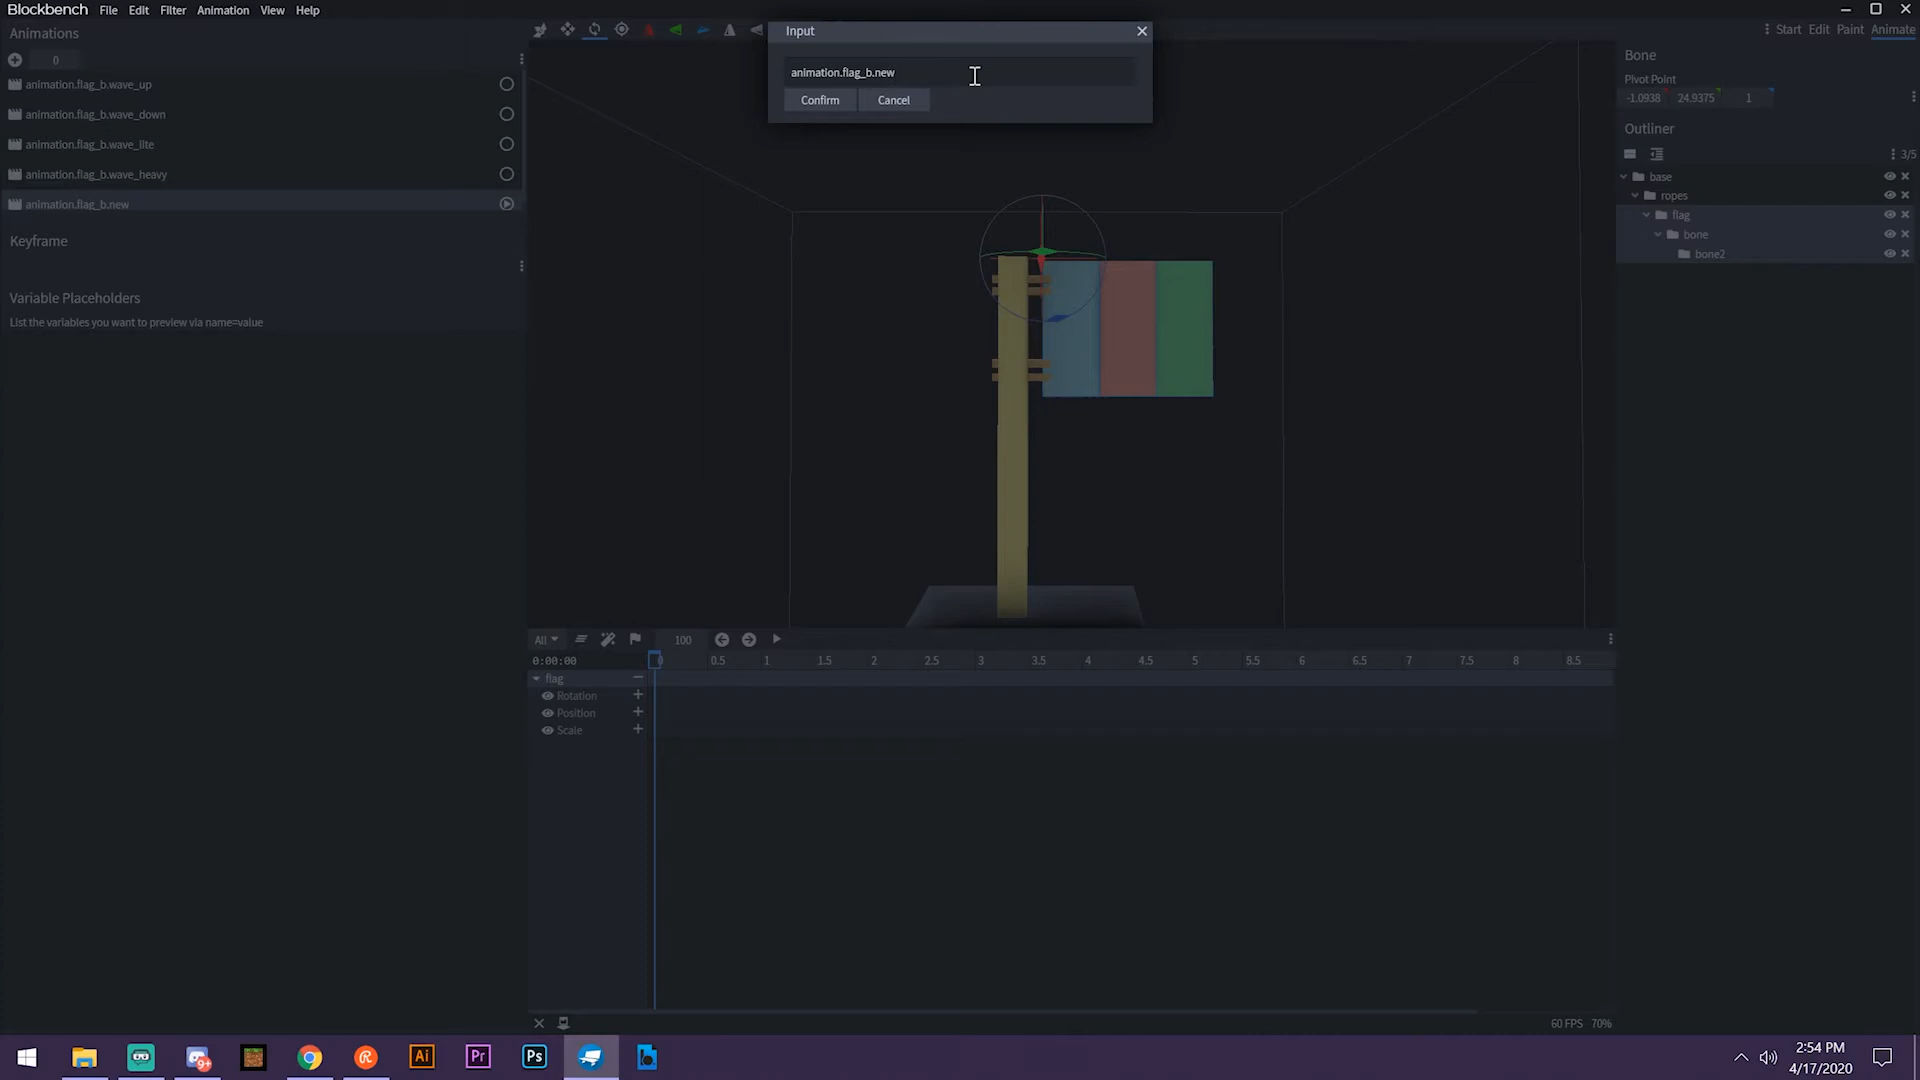 Blockbench File Edit Filter Animation View Help
Animations
0
animation.flag_b.wave_up
animation.flag_b.wave_down
animation.flag_b.wave_lite
animation.flag_b.wave_heavy
animation.flag_b.new
Keyframe
Variable Placeholders
List the variables you want to preview via name=value
Input
animation.flag_b.new
Confirm Cancel
Start Edit Paint Animate
Bone
Pivot Point
-1.0938 24.9375 1
Outliner
3/5
base
ropes
flag
bone
bone2
All 100
0:00:00 0 0.5 1 1.5 2 2.5 3 3.5 4 4.5 5 5.5 6 6.5 7 7.5 8 8.5
flag
Rotation
Position
Scale
60 FPS 70%
9+ Ai Pr Ps
2:54 PM
4/17/2020